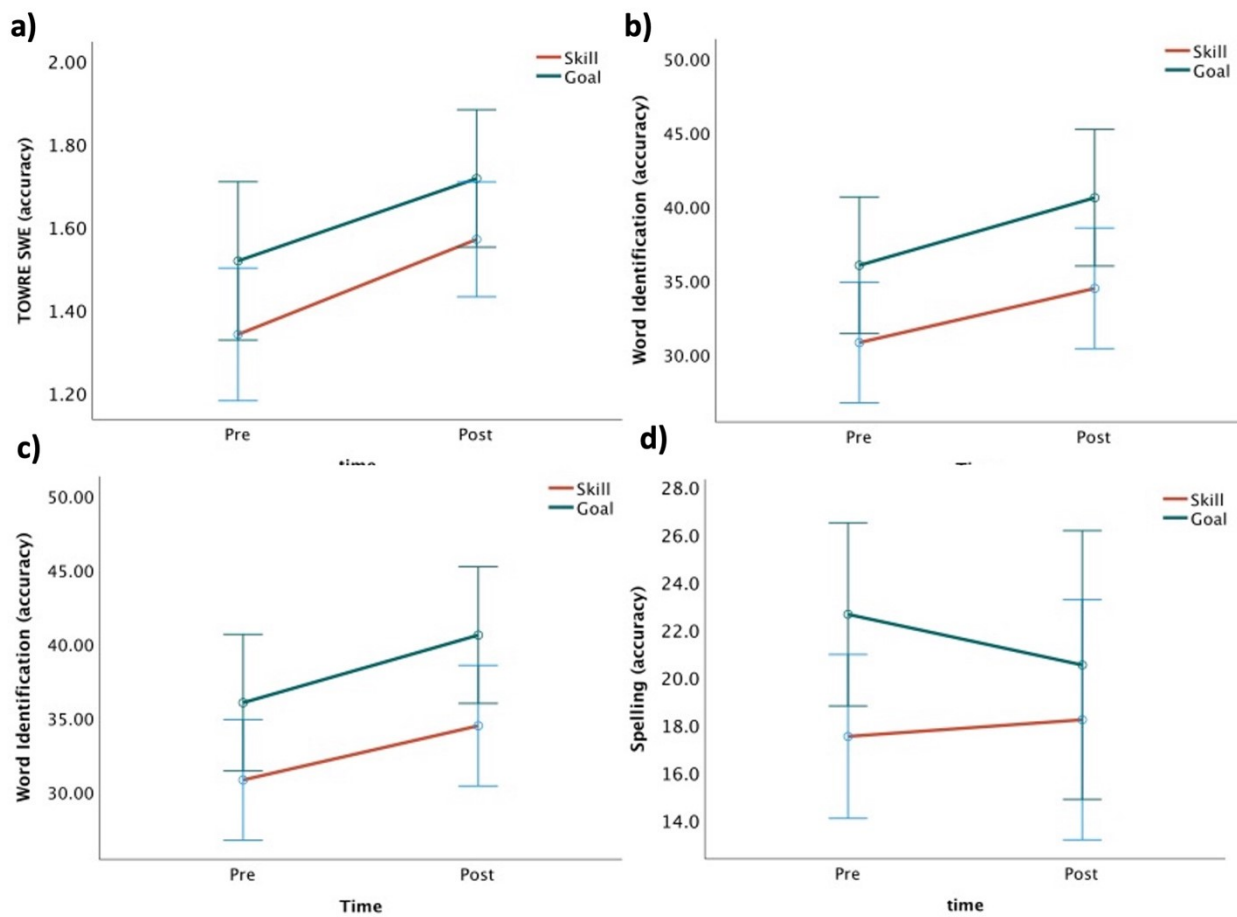 a)
TOWRE SWE (accuracy)
2.00
1.80
1.60
1.40
1.20
Skill
Goal
Pre
Post
time
b)
Word Identification (accuracy)
50.00
45.00
40.00
35.00
30.00
Skill
Goal
Pre
Post
c)
Word Identification (accuracy)
50.00
45.00
40.00
35.00
30.00
Skill
Goal
Pre
Post
Time
d)
Spelling (accuracy)
28.0
26.0
24.0
22.0
20.0
18.0
16.0
14.0
Skill
Goal
Pre
Post
time